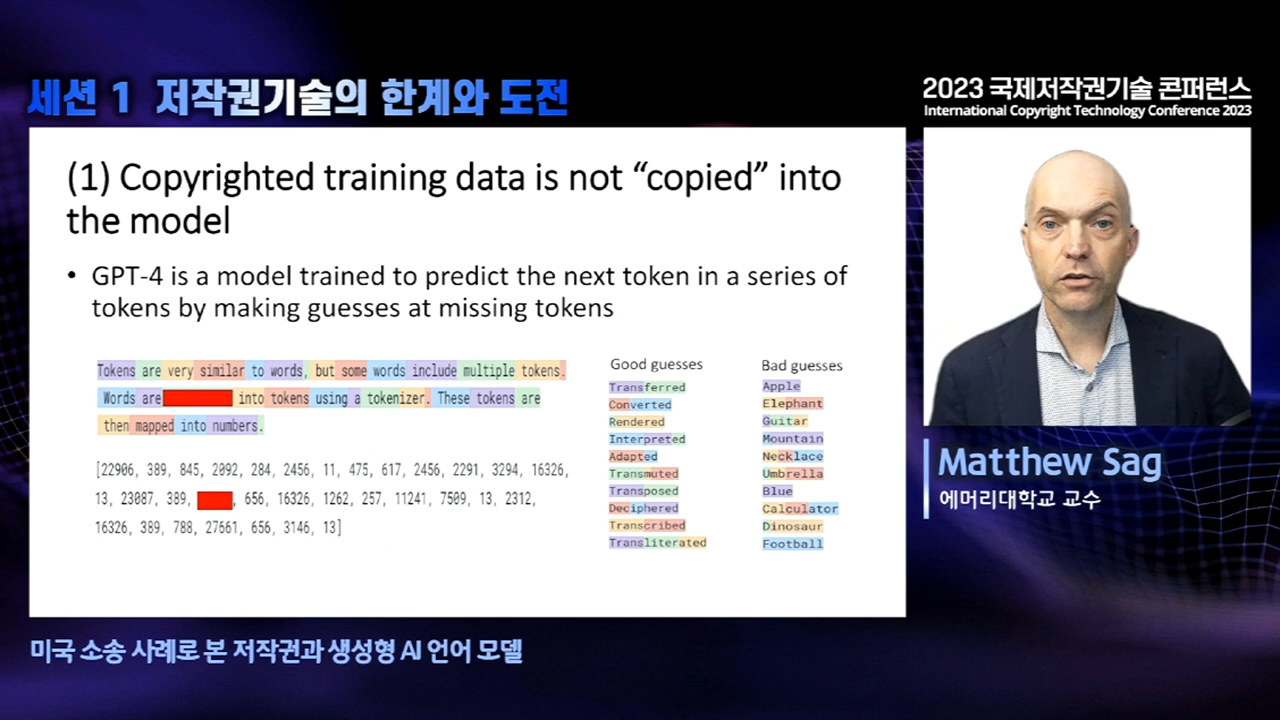 세션 1 저작권기술의 한계와 도전
2023 국제저작권기술 콘퍼런스
International Copyright Technology Conference 2023
(1) Copyrighted training data is not “copied” into
the model
• GPT-4 is a model trained to predict the next token in a series of
tokens by making guesses at missing tokens
Tokens are very similar to words, but some words include multiple tokens.
Words are into tokens using a tokenizer. These tokens are
then mapped into numbers.
[22906, 389, 845, 2092, 284, 2456, 11, 475, 617, 2456, 2291, 3294, 16326,
13, 23087, 389, , 656, 16326, 1262, 257, 11241, 7509, 13, 2312,
16326, 389, 788, 27661, 656, 3146, 13]
Good guesses
Transferred
Converted
Rendered
Interpreted
Adapted
Transmuted
Transposed
Deciphered
Transcribed
Transliterated
Bad guesses
Apple
Elephant
Guitar
Mountain
Necklace
Umbrella
Blue
Calculator
Dinosaur
Football
Matthew Sag
에머리대학교 교수
미국 소송 사례로 본 저작권과 생성형 AI 언어 모델